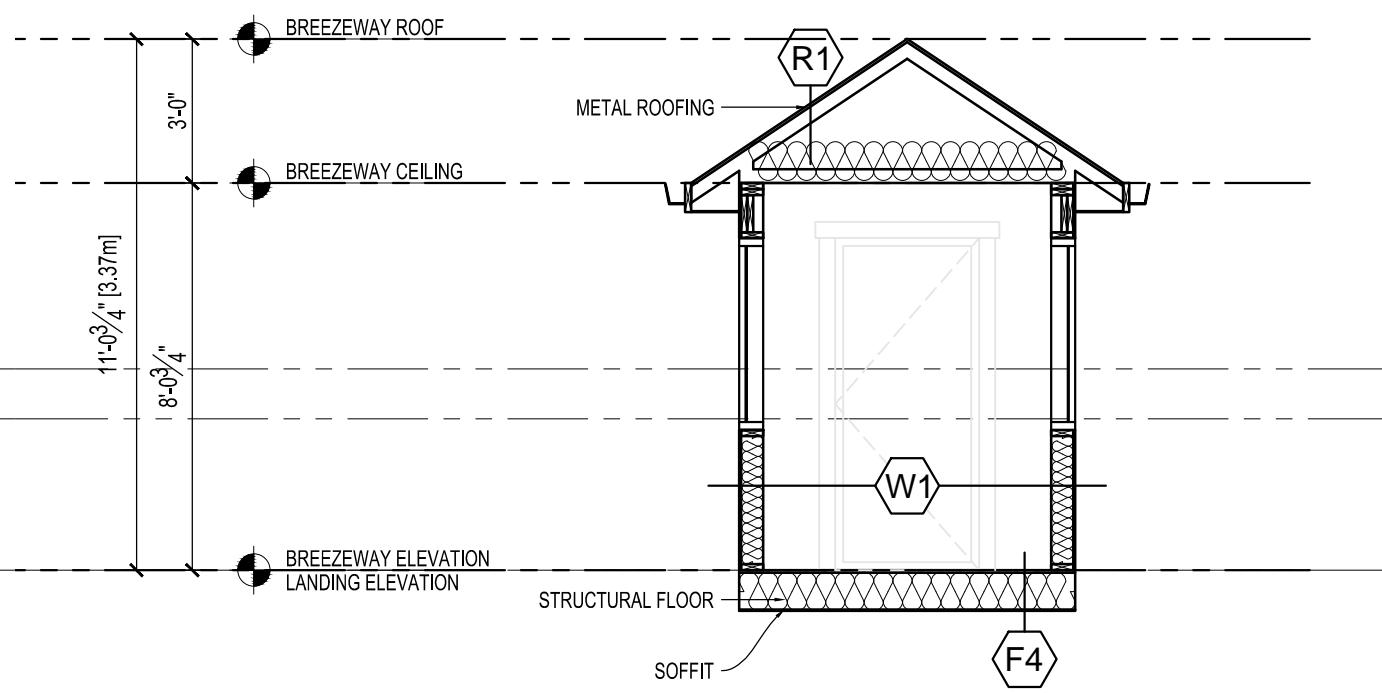 BREEZEWAY ROOF
R1
METAL ROOFING
3'-0"
BREEZEWAY CEILING
11'-0 3/4" [3.37m]
8'-0 3/4"
W1
BREEZEWAY ELEVATION
LANDING ELEVATION
STRUCTURAL FLOOR
SOFFIT
F4